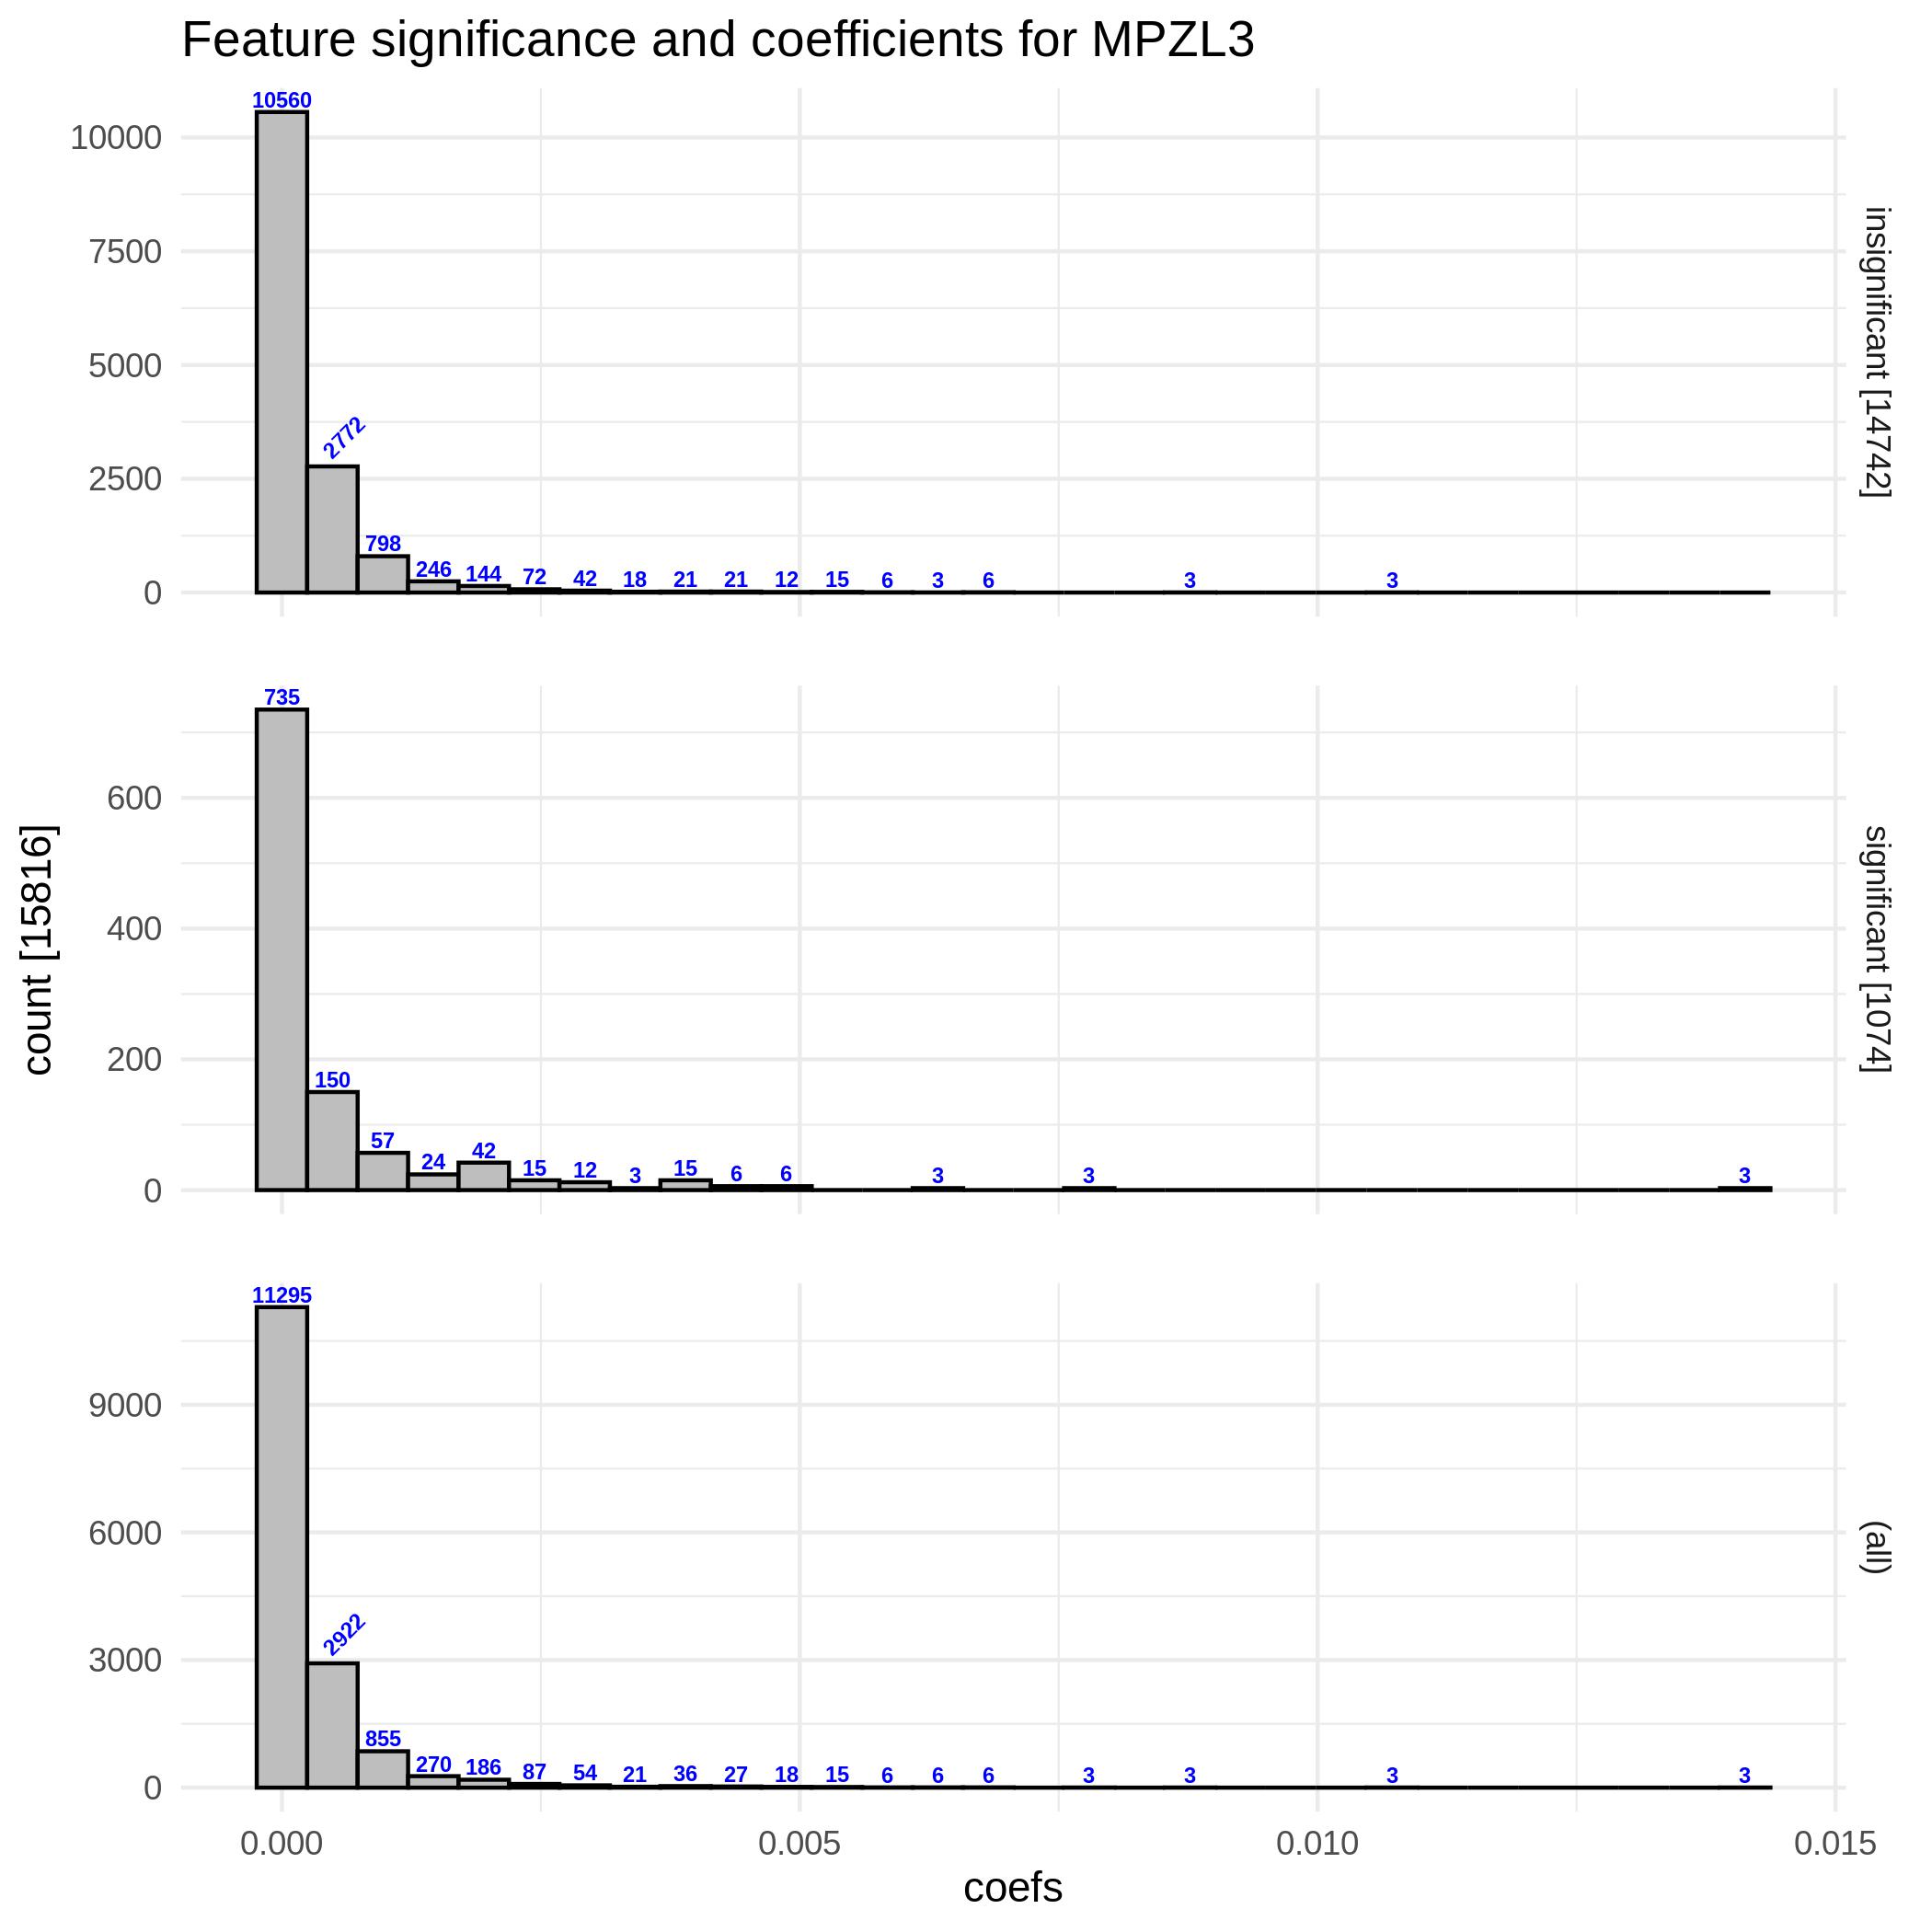 Feature significance and coefficients for MPZL3
10560
10000
7500
5000
2772
2500
798
246 144 72 42 18 21 21 12 15 6 3 6 3 3
0
insignificant [14742]
735
600
400
200
150
57
24 42 15 12 3 15 6 6 3 3 3
0
significant [1074]
count [15816]
11295
9000
6000
2922
3000
855
270 186 87 54 21 36 27 18 15 6 6 6 3 3 3 3
0
(all)
0.000 0.005 0.010 0.015
coefs